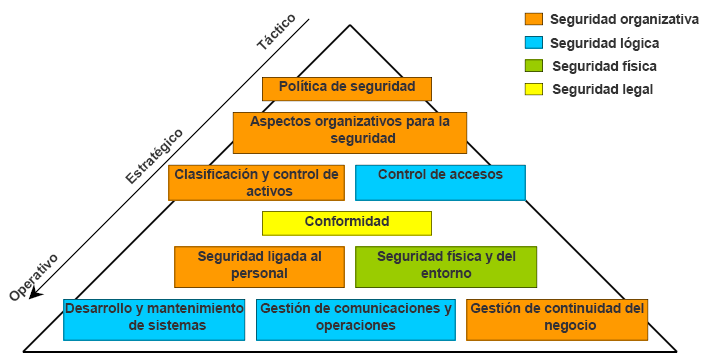 Táctico
Estratégico
Operativo
Seguridad organizativa
Seguridad lógica
Seguridad física
Seguridad legal
Política de seguridad
Aspectos organizativos para la
seguridad
Clasificación y control de
activos
Control de accesos
Conformidad
Seguridad ligada al
personal
Seguridad física y del
entorno
Desarrollo y mantenimiento
de sistemas
Gestión de comunicaciones y
operaciones
Gestión de continuidad del
negocio